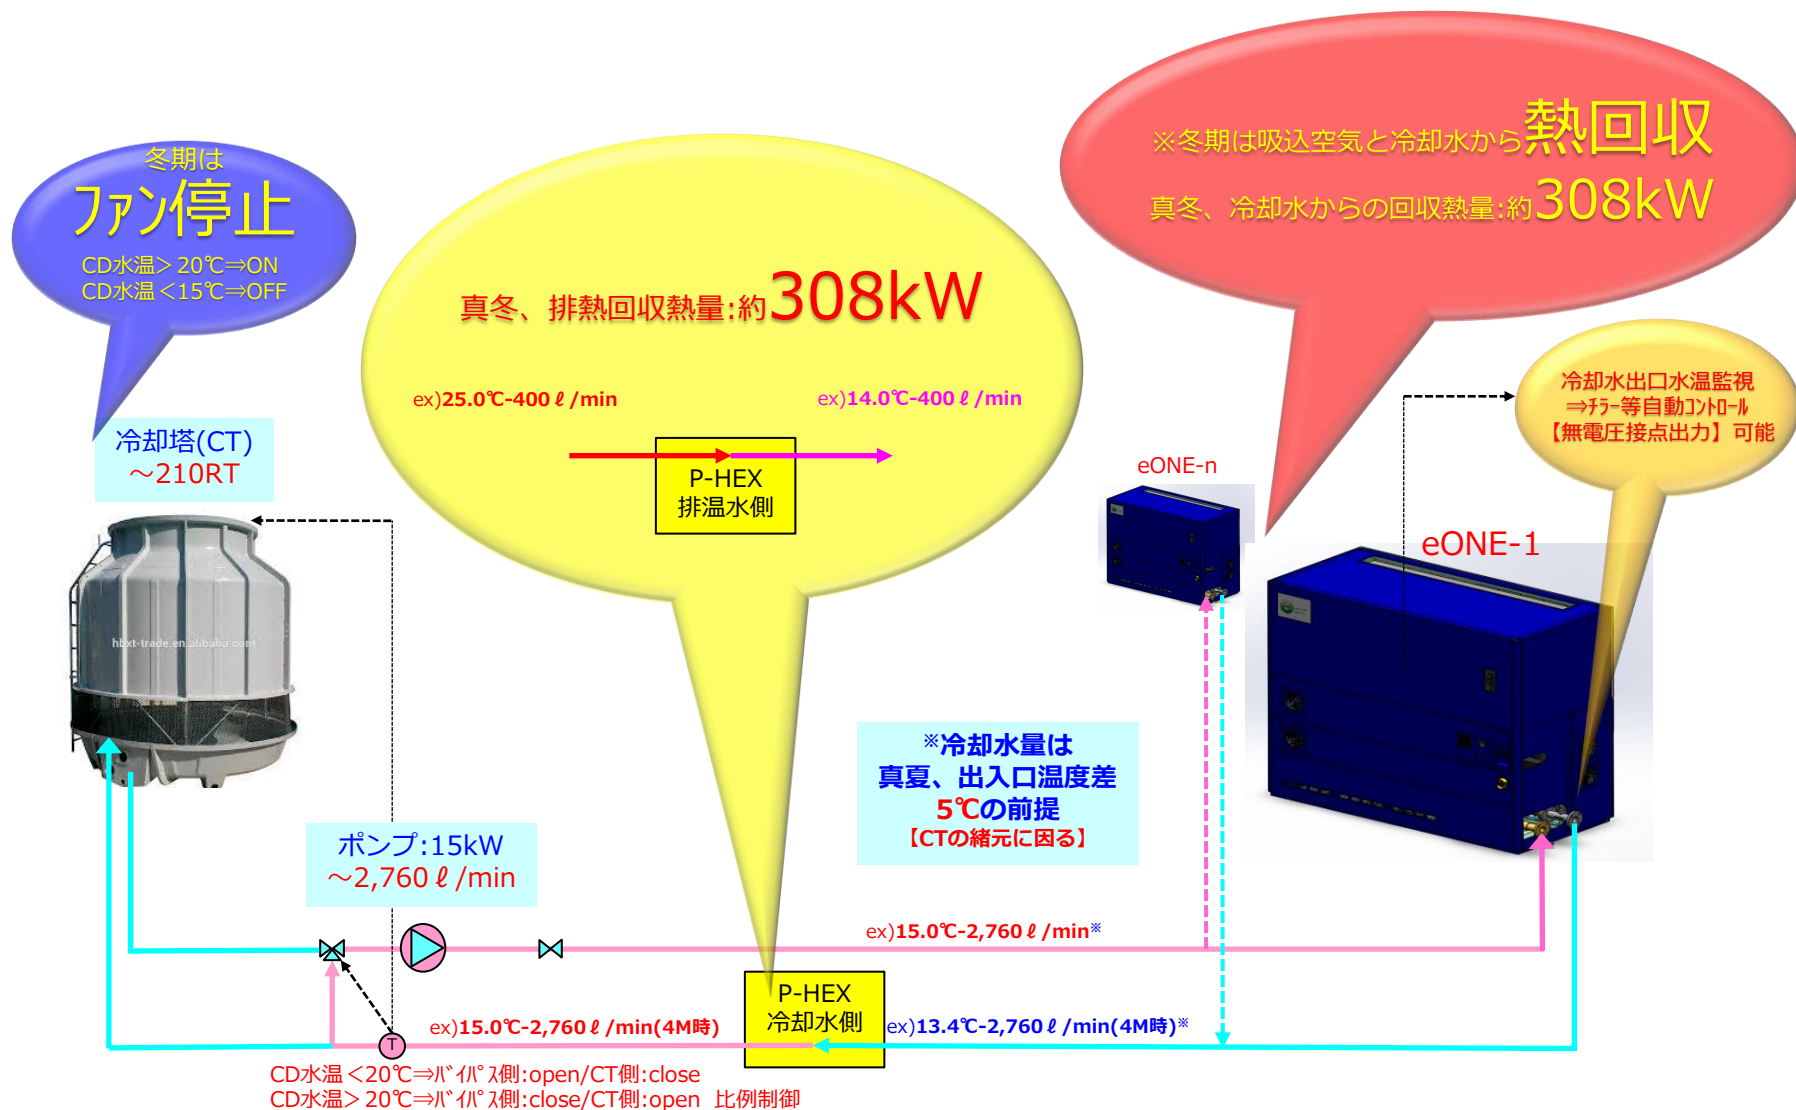 冬期は
ファン停止
CD水温＞20℃⇒ON
CD水温＜15℃⇒OFF
※冬期は吸込空気と冷却水から熱回収
真冬、冷却水からの回収熱量:約308kW
真冬、排熱回収熱量:約308kW
ex)25.0℃-400ℓ/min
ex)14.0℃-400ℓ/min
P-HEX
排温水側
冷却水出口水温監視
⇒ﾁﾗｰ等自動ｺﾝﾄﾛｰﾙ
【無電圧接点出力】可能
冷却塔(CT)
～210RT
eONE-n
eONE-1
hbxt-trade.en.alibaba.com
※冷却水量は
真夏、出入口温度差
5℃の前提
【CTの緒元に因る】
ポンプ:15kW
～2,760ℓ/min
ex)15.0℃-2,760ℓ/min※
P-HEX
冷却水側
ex)15.0℃-2,760ℓ/min(4M時)
ex)13.4℃-2,760ℓ/min(4M時)※
T
CD水温＜20℃⇒ﾊﾞｲﾊﾟｽ側:open/CT側:close
CD水温＞20℃⇒ﾊﾞｲﾊﾟｽ側:close/CT側:open 比例制御